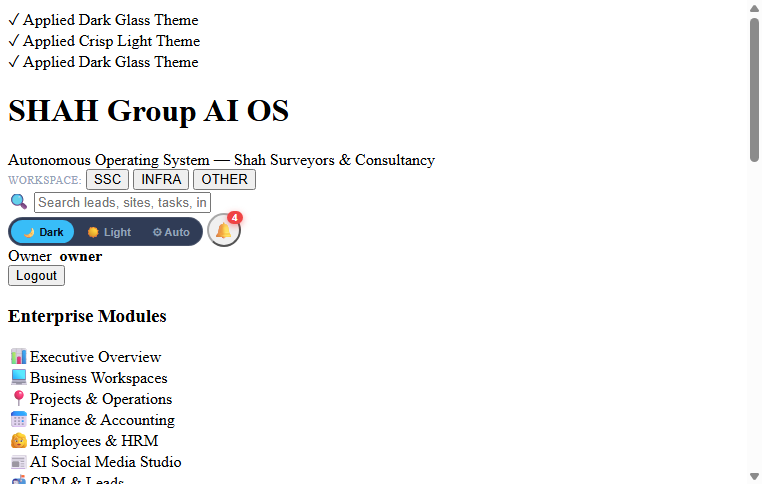 ✓ Applied Dark Glass Theme
✓ Applied Crisp Light Theme
✓ Applied Dark Glass Theme
SHAH Group AI OS
Autonomous Operating System — Shah Surveyors & Consultancy
WORKSPACE: SSC INFRA OTHER
Search leads, sites, tasks, in
Dark Light Auto 4
Owner owner
Logout
Enterprise Modules
Executive Overview
Business Workspaces
Projects & Operations
Finance & Accounting
Employees & HRM
AI Social Media Studio
CRM & Leads